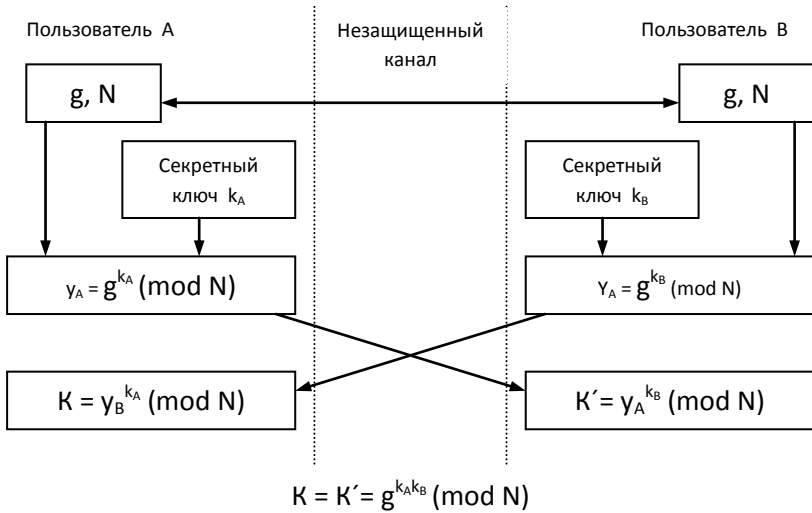 Пользователь А
Незащищенный
канал
Пользователь В
g, N
g, N
Секретный
ключ k_A
Секретный
ключ k_B
y_A = g^{k_A} (mod N)
Y_A = g^{k_B} (mod N)
K = y_B^{k_A} (mod N)
K´= y_A^{k_B} (mod N)
K = K´= g^{k_A k_B} (mod N)